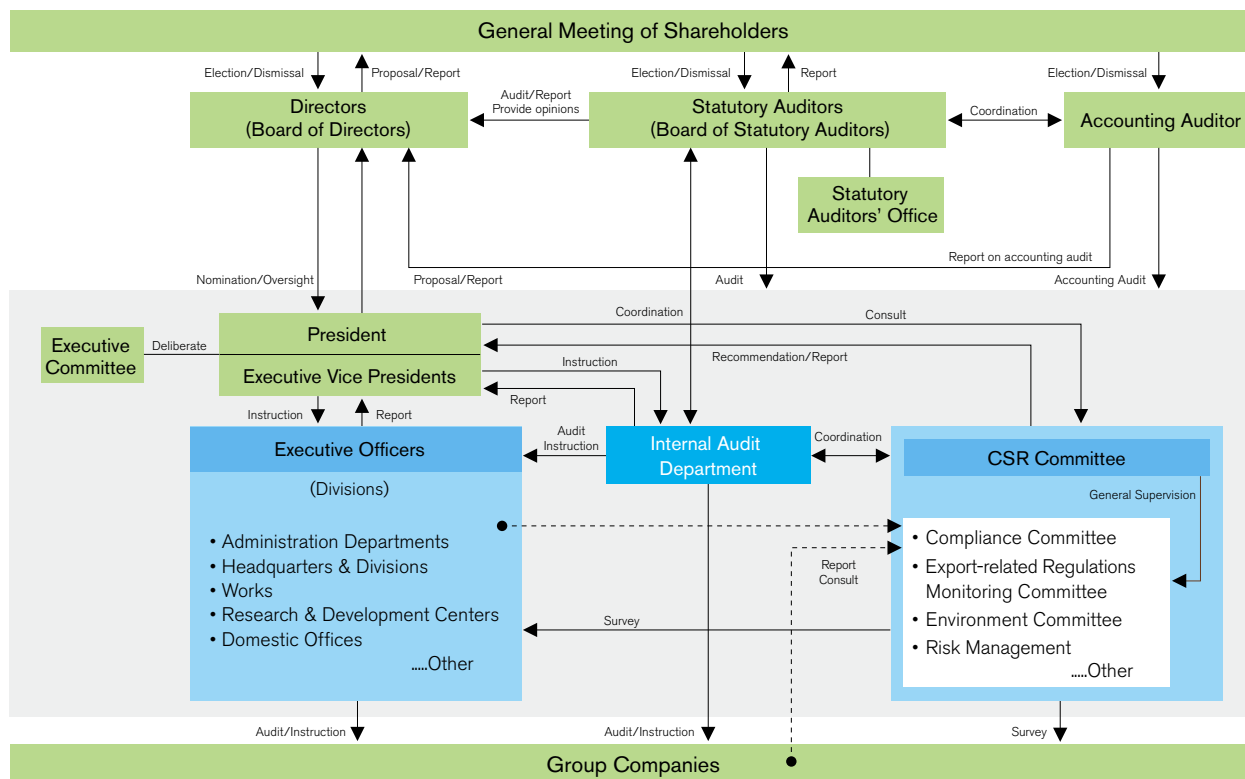 General Meeting of Shareholders
Election/Dismissal
Proposal/Report
Election/Dismissal
Report
Election/Dismissal
Directors
(Board of Directors)
Audit/Report
Provide opinions
Statutory Auditors
(Board of Statutory Auditors)
Coordination
Accounting Auditor
Statutory
Auditors' Office
Report on accounting audit
Nomination/Oversight
Proposal/Report
Audit
Accounting Audit
Executive
Committee
Deliberate
President
Executive Vice Presidents
Coordination
Consult
Recommendation/Report
Instruction
Report
Instruction
Report
Executive Officers
(Divisions)
• Administration Departments
• Headquarters & Divisions
• Works
• Research & Development Centers
• Domestic Offices
.....Other
Audit
Instruction
Internal Audit
Department
Coordination
CSR Committee
General Supervision
• Compliance Committee
• Export-related Regulations
Monitoring Committee
• Environment Committee
• Risk Management
.....Other
Report
Consult
Survey
Audit/Instruction
Audit/Instruction
Survey
Group Companies